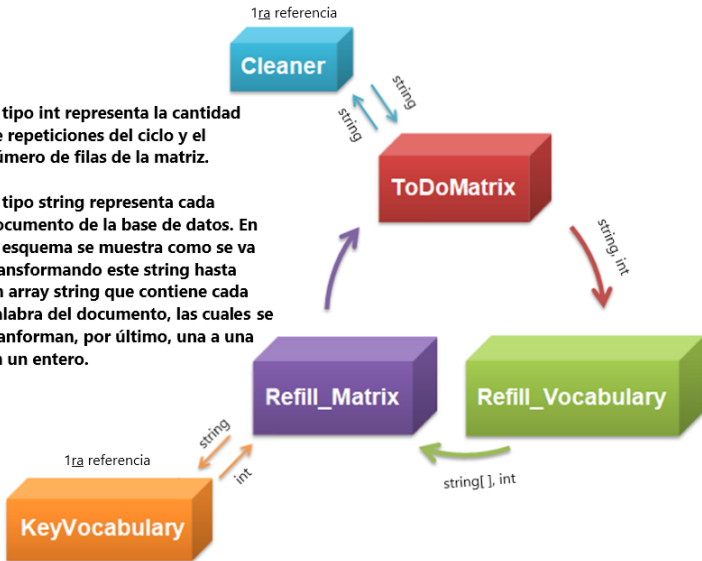 1ra referencia
Cleaner
string
string
tipo int representa la cantidad
e repeticiones del ciclo y el
úmero de filas de la matriz.
ToDoMatrix
tipo string representa cada
ocumento de la base de datos. En
esquema se muestra como se va
ansformando este string hasta
n array string que contiene cada
alabra del documento, las cuales se
anforman, por último, una a una
n un entero.
string, int
Refill_Matrix
Refill_Vocabulary
string
int
string[ ], int
1ra referencia
KeyVocabulary